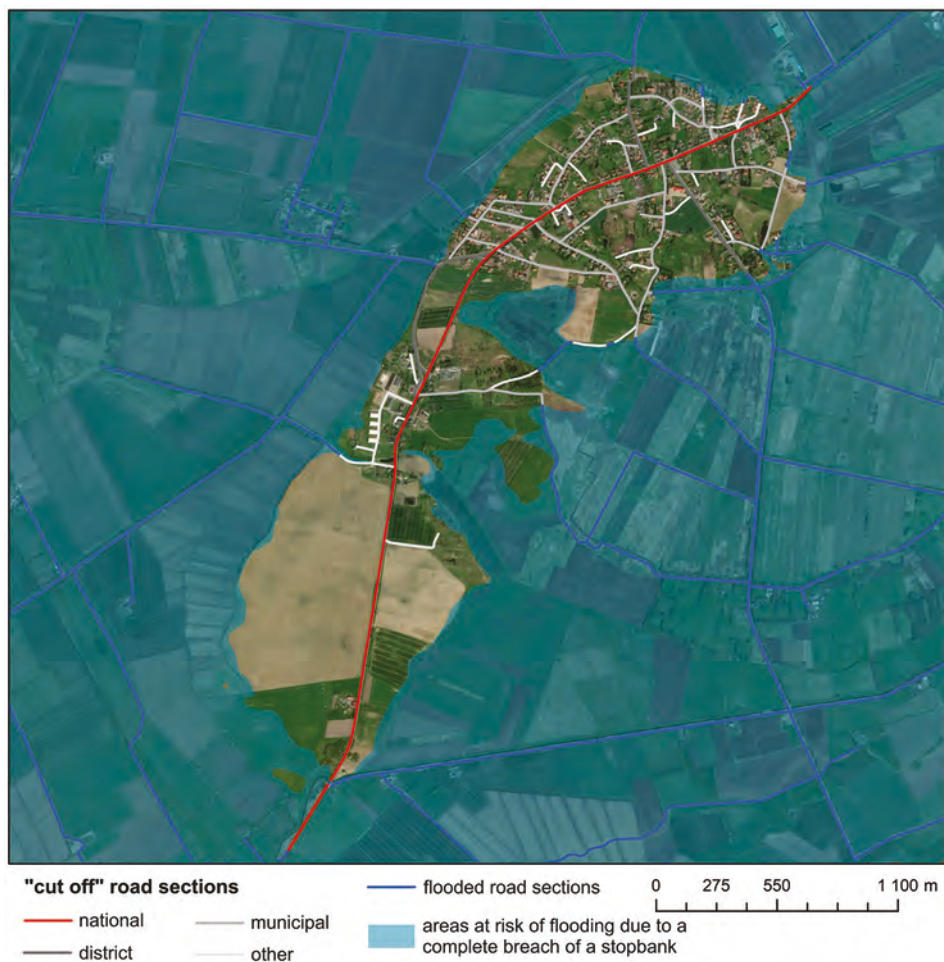 "cut off" road sections
national
district
municipal
other
flooded road sections
areas at risk of flooding due to a
complete breach of a stopbank
0 275 550 1 100 m